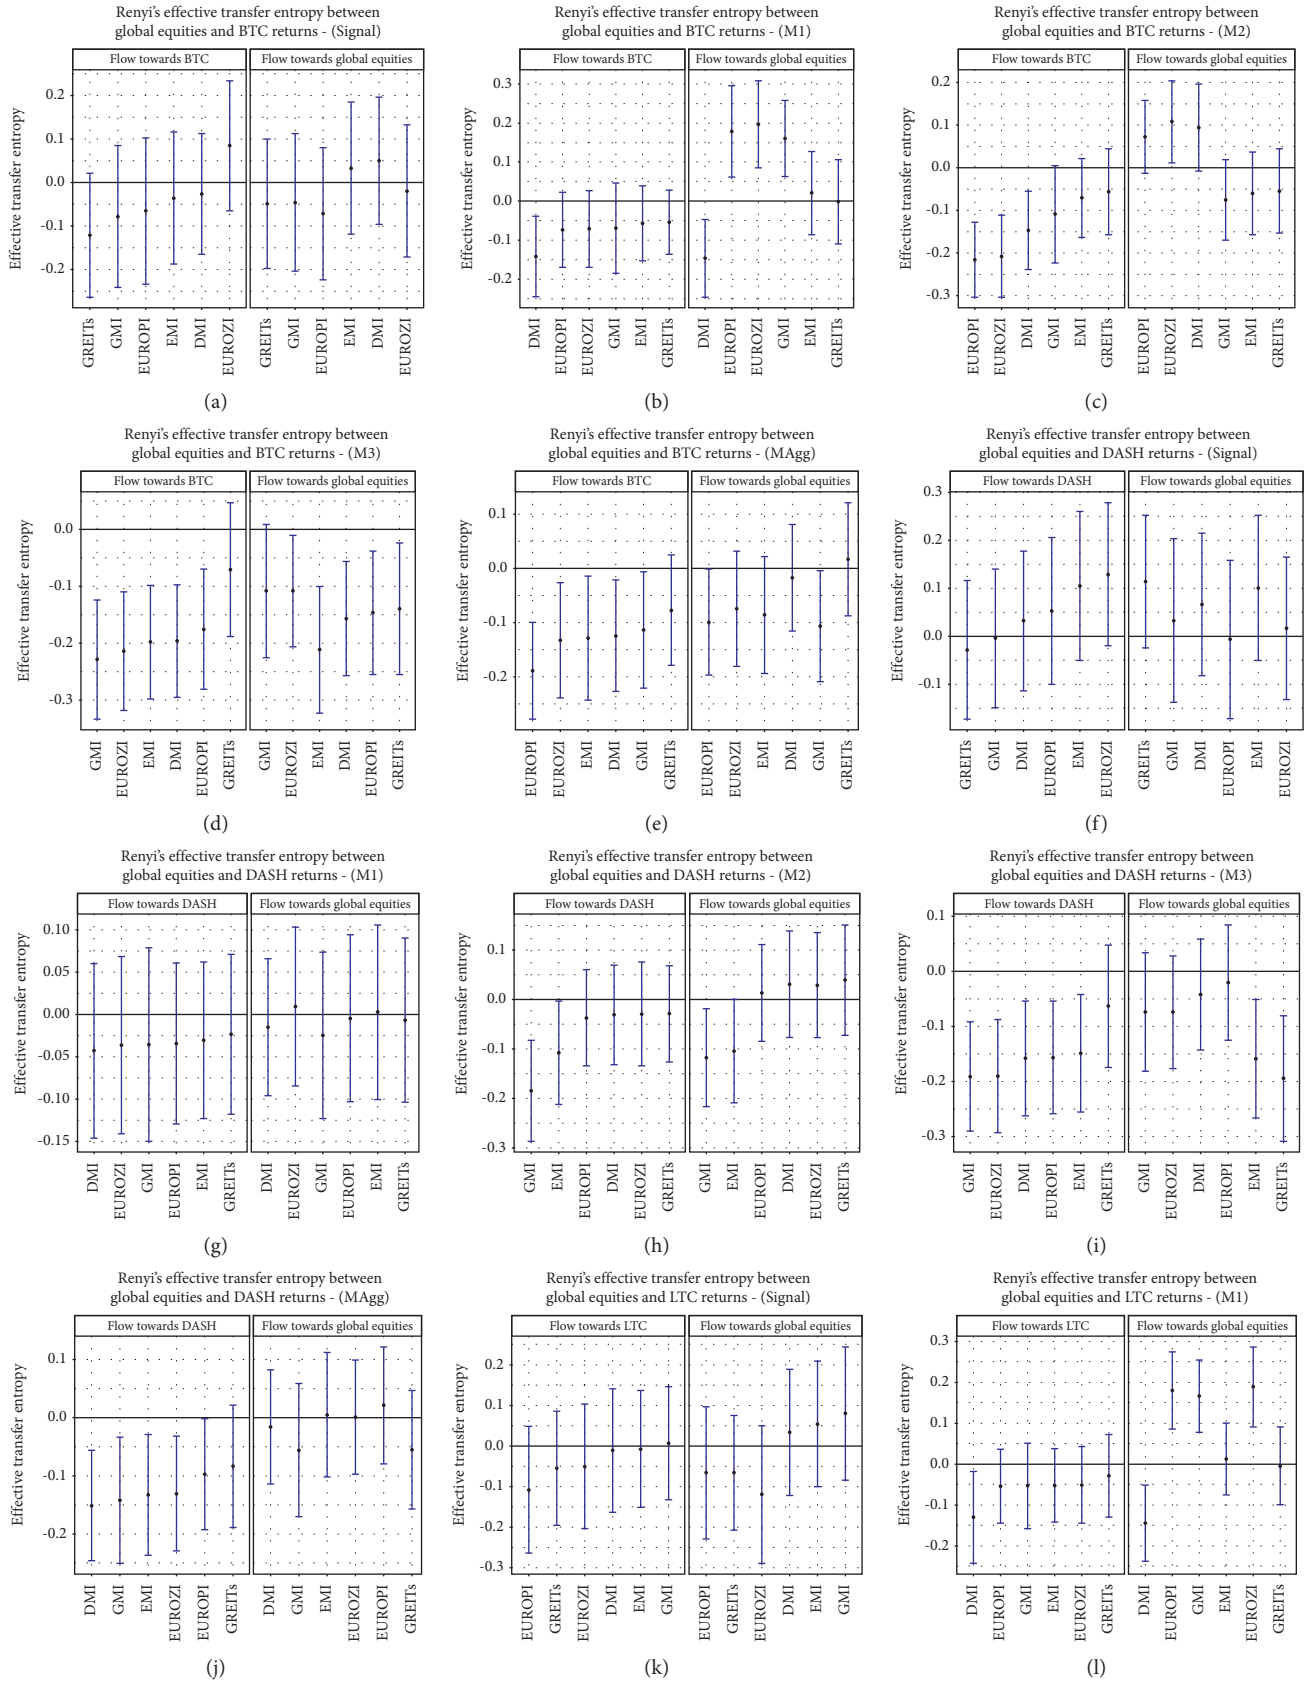 Renyi's effective transfer entropy between
global equities and BTC returns - (Signal)
Flow towards BTC
Flow towards global equities
Effective transfer entropy
0.2
0.1
0.0
-0.1
-0.2
GREITs
GMI
EUROPI
EMI
DMI
EUROZI
GREITs
GMI
EUROPI
EMI
DMI
EUROZI
(a)
Renyi's effective transfer entropy between
global equities and BTC returns - (M1)
Flow towards BTC
Flow towards global equities
Effective transfer entropy
0.3
0.2
0.1
0.0
-0.1
-0.2
DMI
EUROPI
EUROZI
GMI
EMI
GREITs
DMI
EUROPI
EUROZI
GMI
EMI
GREITs
(b)
Renyi's effective transfer entropy between
global equities and BTC returns - (M2)
Flow towards BTC
Flow towards global equities
Effective transfer entropy
0.2
0.1
0.0
-0.1
-0.2
-0.3
EUROPI
EUROZI
DMI
GMI
EMI
GREITs
EUROPI
EUROZI
DMI
GMI
EMI
GREITs
(c)
Renyi's effective transfer entropy between
global equities and BTC returns - (M3)
Flow towards BTC
Flow towards global equities
Effective transfer entropy
0.0
-0.1
-0.2
-0.3
GMI
EUROZI
EMI
DMI
EUROPI
GREITs
GMI
EUROZI
EMI
DMI
EUROPI
GREITs
(d)
Renyi's effective transfer entropy between
global equities and BTC returns - (MAgg)
Flow towards BTC
Flow towards global equities
Effective transfer entropy
0.1
0.0
-0.1
-0.2
EUROPI
EUROZI
EMI
DMI
GMI
GREITs
EUROPI
EUROZI
EMI
DMI
GMI
GREITs
(e)
Renyi's effective transfer entropy between
global equities and DASH returns - (Signal)
Flow towards DASH
Flow towards global equities
Effective transfer entropy
0.3
0.2
0.1
0.0
-0.1
GREITs
GMI
DMI
EUROPI
EMI
EUROZI
GREITs
GMI
DMI
EUROPI
EMI
EUROZI
(f)
Renyi's effective transfer entropy between
global equities and DASH returns - (M1)
Flow towards DASH
Flow towards global equities
Effective transfer entropy
0.10
0.05
0.00
-0.05
-0.10
-0.15
DMI
EUROZI
GMI
EUROPI
EMI
GREITs
DMI
EUROZI
GMI
EUROPI
EMI
GREITs
(g)
Renyi's effective transfer entropy between
global equities and DASH returns - (M2)
Flow towards DASH
Flow towards global equities
Effective transfer entropy
0.1
0.0
-0.1
-0.2
-0.3
GMI
EMI
EUROPI
DMI
EUROZI
GREITs
GMI
EMI
EUROPI
DMI
EUROZI
GREITs
(h)
Renyi's effective transfer entropy between
global equities and DASH returns - (M3)
Flow towards DASH
Flow towards global equities
Effective transfer entropy
0.1
0.0
-0.1
-0.2
-0.3
GMI
EUROZI
DMI
EUROPI
EMI
GREITs
GMI
EUROZI
DMI
EUROPI
EMI
GREITs
(i)
Renyi's effective transfer entropy between
global equities and DASH returns - (MAgg)
Flow towards DASH
Flow towards global equities
Effective transfer entropy
0.1
0.0
-0.1
-0.2
DMI
GMI
EMI
EUROZI
EUROPI
GREITs
DMI
GMI
EMI
EUROZI
EUROPI
GREITs
(j)
Renyi's effective transfer entropy between
global equities and LTC returns - (Signal)
Flow towards LTC
Flow towards global equities
Effective transfer entropy
0.2
0.1
0.0
-0.1
-0.2
-0.3
EUROPI
GREITs
EUROZI
DMI
EMI
GMI
EUROPI
GREITs
EUROZI
DMI
EMI
GMI
(k)
Renyi's effective transfer entropy between
global equities and LTC returns - (M1)
Flow towards LTC
Flow towards global equities
Effective transfer entropy
0.3
0.2
0.1
0.0
-0.1
-0.2
DMI
EUROPI
GMI
EMI
EUROZI
GREITs
DMI
EUROPI
GMI
EMI
EUROZI
GREITs
(l)